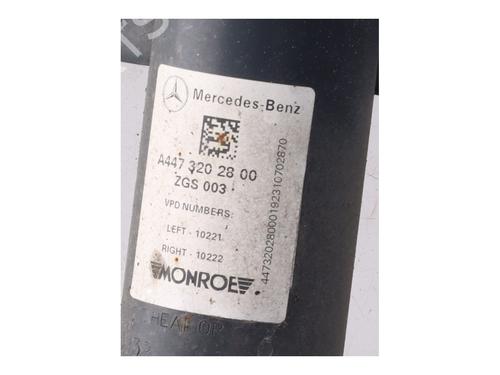 Mercedes-Benz
A447 320 28 00
ZGS 003
VPD NUMBERS:
LEFT - 10221
RIGHT - 10222
MONROE
44732028000192310702870